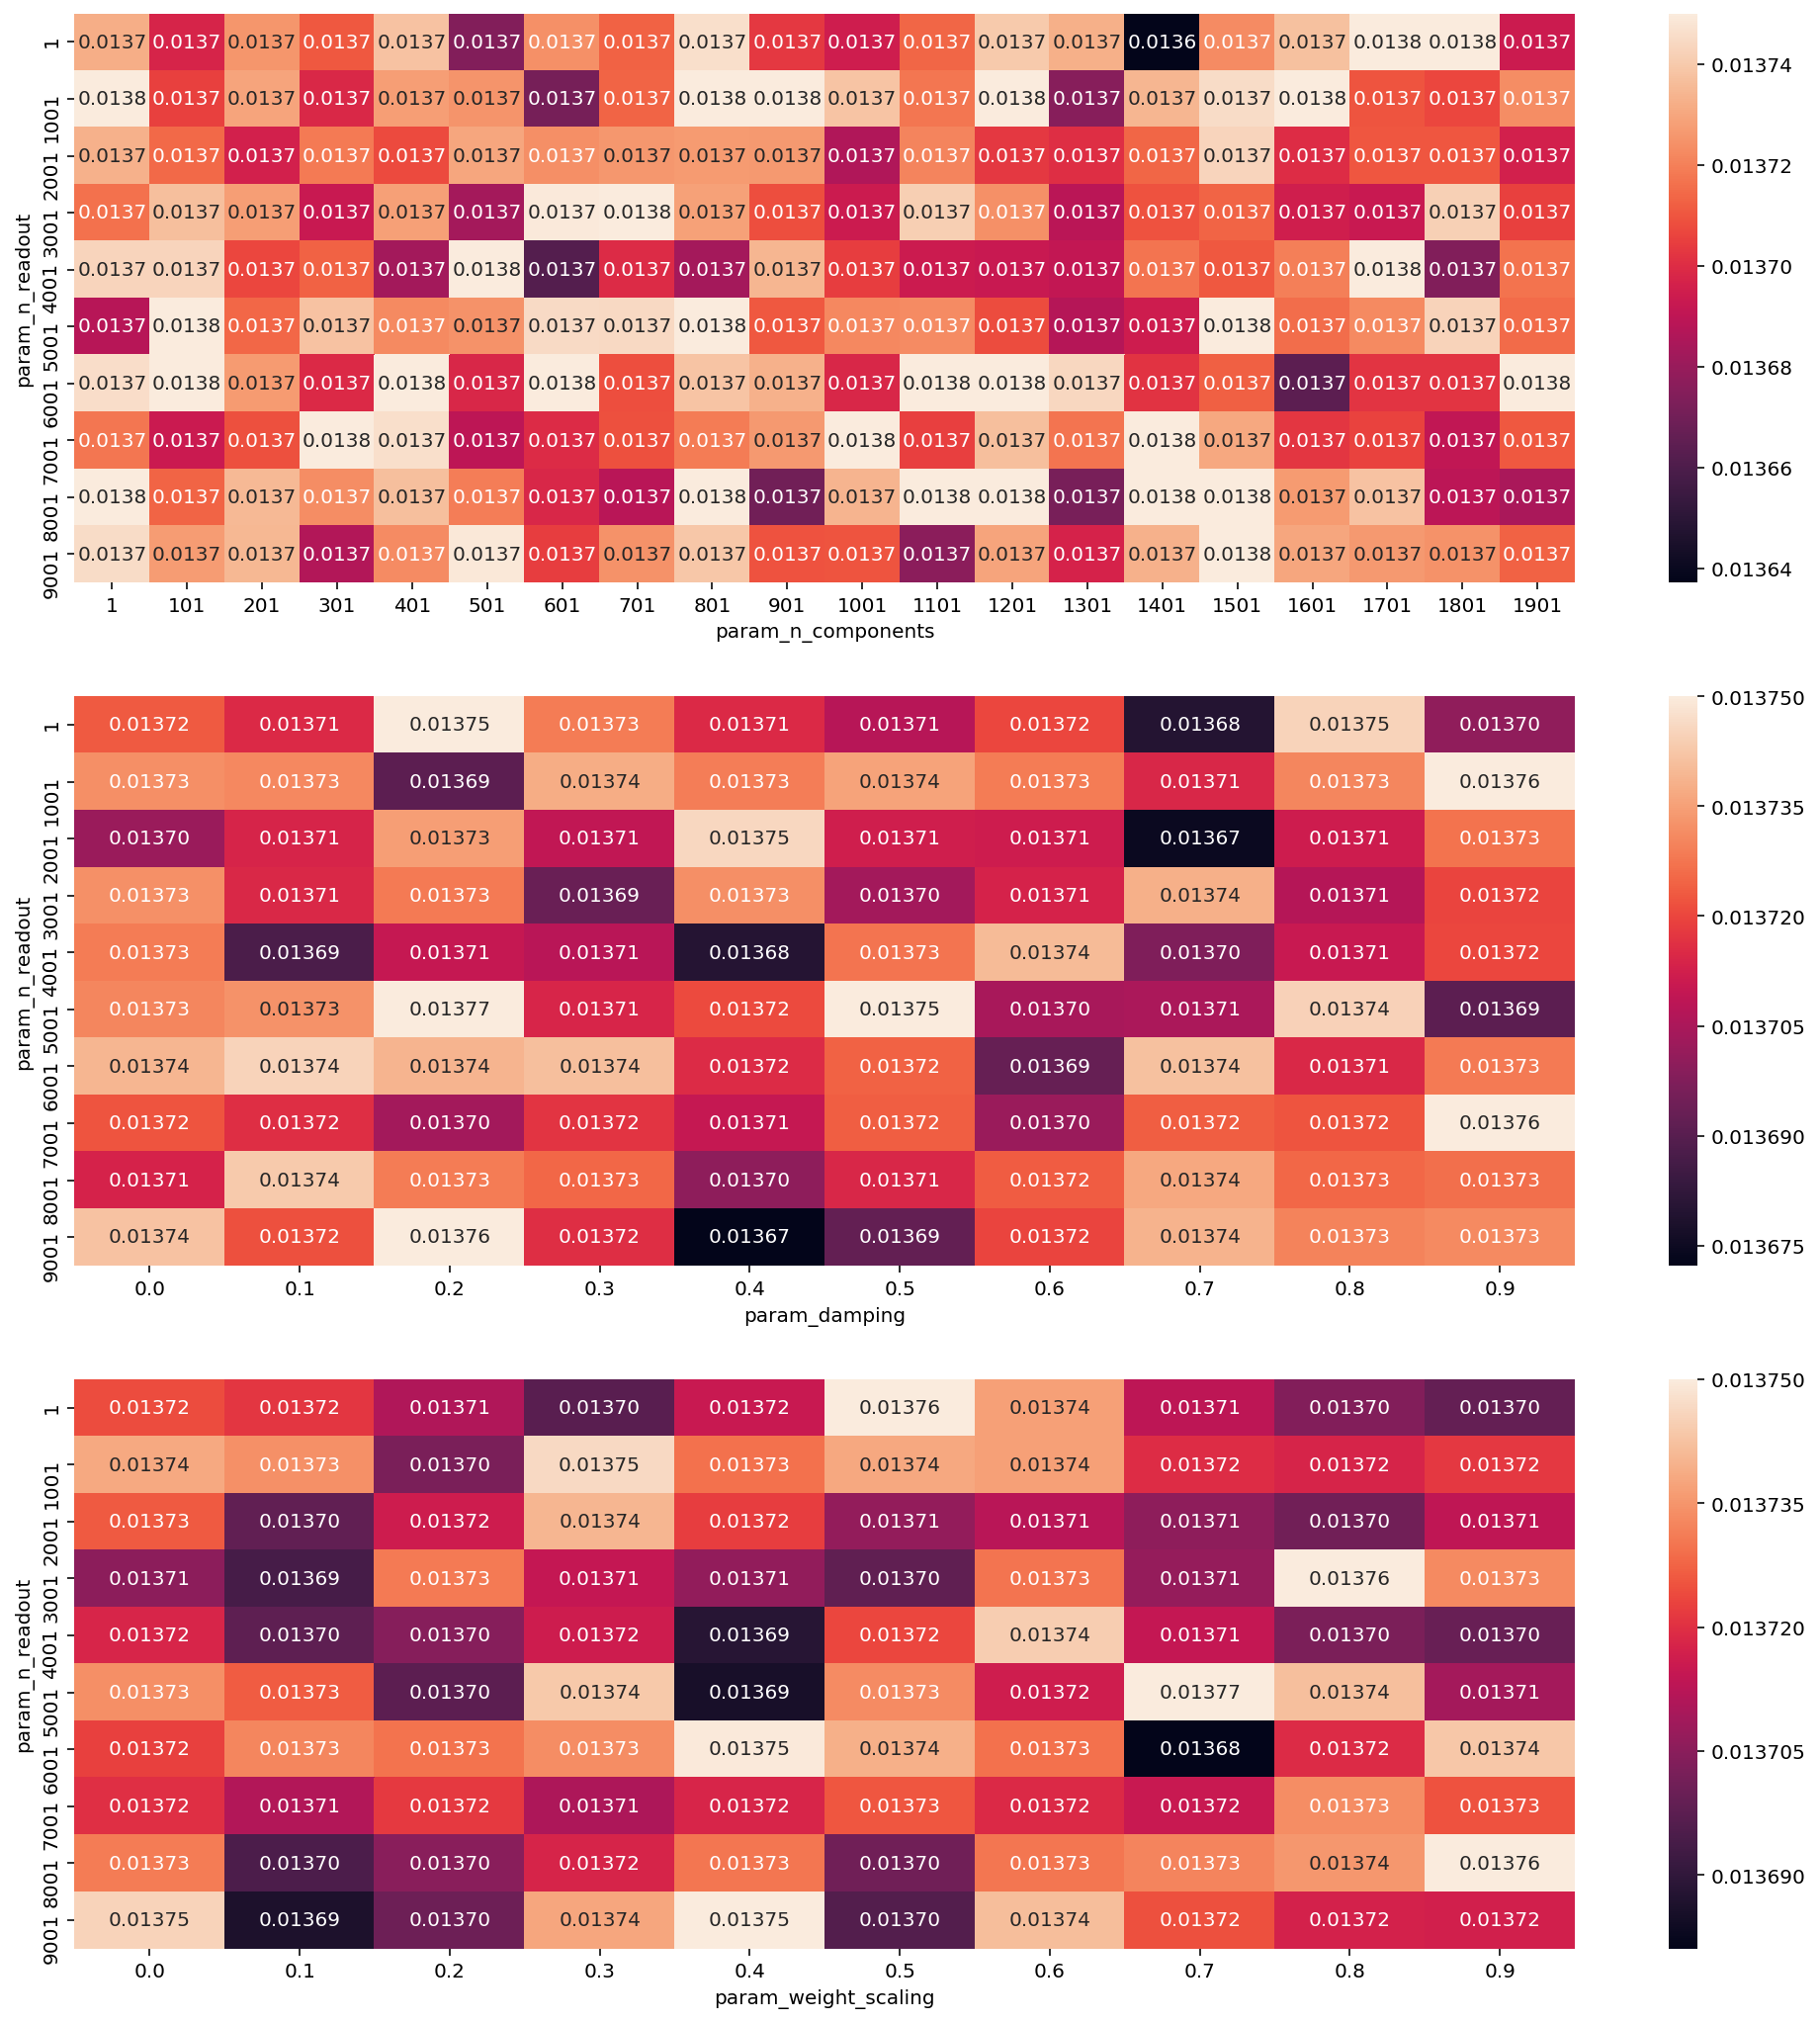 1 0.0137 0.0137 0.0137 0.0137 0.0137 0.0137 0.0137 0.0137 0.0137 0.0137 0.0137 0.0137 0.0137 0.0137 0.0136 0.0137 0.0137 0.0138 0.0138 0.0137
1001 0.0138 0.0137 0.0137 0.0137 0.0137 0.0137 0.0137 0.0137 0.0138 0.0138 0.0137 0.0137 0.0138 0.0137 0.0137 0.0137 0.0138 0.0137 0.0137 0.0137
2001 0.0137 0.0137 0.0137 0.0137 0.0137 0.0137 0.0137 0.0137 0.0137 0.0137 0.0137 0.0137 0.0137 0.0137 0.0137 0.0137 0.0137 0.0137 0.0137 0.0137
3001 0.0137 0.0137 0.0137 0.0137 0.0137 0.0137 0.0137 0.0138 0.0137 0.0137 0.0137 0.0137 0.0137 0.0137 0.0137 0.0137 0.0137 0.0137 0.0137 0.0137
4001 0.0137 0.0137 0.0137 0.0137 0.0137 0.0138 0.0137 0.0137 0.0137 0.0137 0.0137 0.0137 0.0137 0.0137 0.0137 0.0137 0.0137 0.0138 0.0137 0.0137
5001 0.0137 0.0138 0.0137 0.0137 0.0137 0.0137 0.0137 0.0137 0.0138 0.0137 0.0137 0.0137 0.0137 0.0137 0.0137 0.0138 0.0137 0.0137 0.0137 0.0137
6001 0.0137 0.0138 0.0137 0.0137 0.0138 0.0137 0.0138 0.0137 0.0137 0.0137 0.0137 0.0138 0.0138 0.0137 0.0137 0.0137 0.0137 0.0137 0.0137 0.0138
7001 0.0137 0.0137 0.0137 0.0138 0.0137 0.0137 0.0137 0.0137 0.0137 0.0137 0.0138 0.0137 0.0137 0.0137 0.0138 0.0137 0.0137 0.0137 0.0137 0.0137
8001 0.0138 0.0137 0.0137 0.0137 0.0137 0.0137 0.0137 0.0137 0.0138 0.0137 0.0137 0.0138 0.0138 0.0137 0.0138 0.0138 0.0137 0.0137 0.0137 0.0137
9001 0.0137 0.0137 0.0137 0.0137 0.0137 0.0137 0.0137 0.0137 0.0137 0.0137 0.0137 0.0137 0.0137 0.0137 0.0137 0.0138 0.0137 0.0137 0.0137 0.0137
param_n_readout
1 101 201 301 401 501 601 701 801 901 1001 1101 1201 1301 1401 1501 1601 1701 1801 1901
param_n_components
0.01374
0.01372
0.01370
0.01368
0.01366
0.01364
1 0.01372 0.01371 0.01375 0.01373 0.01371 0.01371 0.01372 0.01368 0.01375 0.01370
1001 0.01373 0.01373 0.01369 0.01374 0.01373 0.01374 0.01373 0.01371 0.01373 0.01376
2001 0.01370 0.01371 0.01373 0.01371 0.01375 0.01371 0.01371 0.01367 0.01371 0.01373
3001 0.01373 0.01371 0.01373 0.01369 0.01373 0.01370 0.01371 0.01374 0.01371 0.01372
4001 0.01373 0.01369 0.01371 0.01371 0.01368 0.01373 0.01374 0.01370 0.01371 0.01372
5001 0.01373 0.01373 0.01377 0.01371 0.01372 0.01375 0.01370 0.01371 0.01374 0.01369
6001 0.01374 0.01374 0.01374 0.01374 0.01372 0.01372 0.01369 0.01374 0.01371 0.01373
7001 0.01372 0.01372 0.01370 0.01372 0.01371 0.01372 0.01370 0.01372 0.01372 0.01376
8001 0.01371 0.01374 0.01373 0.01373 0.01370 0.01371 0.01372 0.01374 0.01373 0.01373
9001 0.01374 0.01372 0.01376 0.01372 0.01367 0.01369 0.01372 0.01374 0.01373 0.01373
param_n_readout
0.0 0.1 0.2 0.3 0.4 0.5 0.6 0.7 0.8 0.9
param_damping
0.013750
0.013735
0.013720
0.013705
0.013690
0.013675
1 0.01372 0.01372 0.01371 0.01370 0.01372 0.01376 0.01374 0.01371 0.01370 0.01370
1001 0.01374 0.01373 0.01370 0.01375 0.01373 0.01374 0.01374 0.01372 0.01372 0.01372
2001 0.01373 0.01370 0.01372 0.01374 0.01372 0.01371 0.01371 0.01371 0.01370 0.01371
3001 0.01371 0.01369 0.01373 0.01371 0.01371 0.01370 0.01373 0.01371 0.01376 0.01373
4001 0.01372 0.01370 0.01370 0.01372 0.01369 0.01372 0.01374 0.01371 0.01370 0.01370
5001 0.01373 0.01373 0.01370 0.01374 0.01369 0.01373 0.01372 0.01377 0.01374 0.01371
6001 0.01372 0.01373 0.01373 0.01373 0.01375 0.01374 0.01373 0.01368 0.01372 0.01374
7001 0.01372 0.01371 0.01372 0.01371 0.01372 0.01373 0.01372 0.01372 0.01373 0.01373
8001 0.01373 0.01370 0.01370 0.01372 0.01373 0.01370 0.01373 0.01373 0.01374 0.01376
9001 0.01375 0.01369 0.01370 0.01374 0.01375 0.01370 0.01374 0.01372 0.01372 0.01372
param_n_readout
0.0 0.1 0.2 0.3 0.4 0.5 0.6 0.7 0.8 0.9
param_weight_scaling
0.013750
0.013735
0.013720
0.013705
0.013690